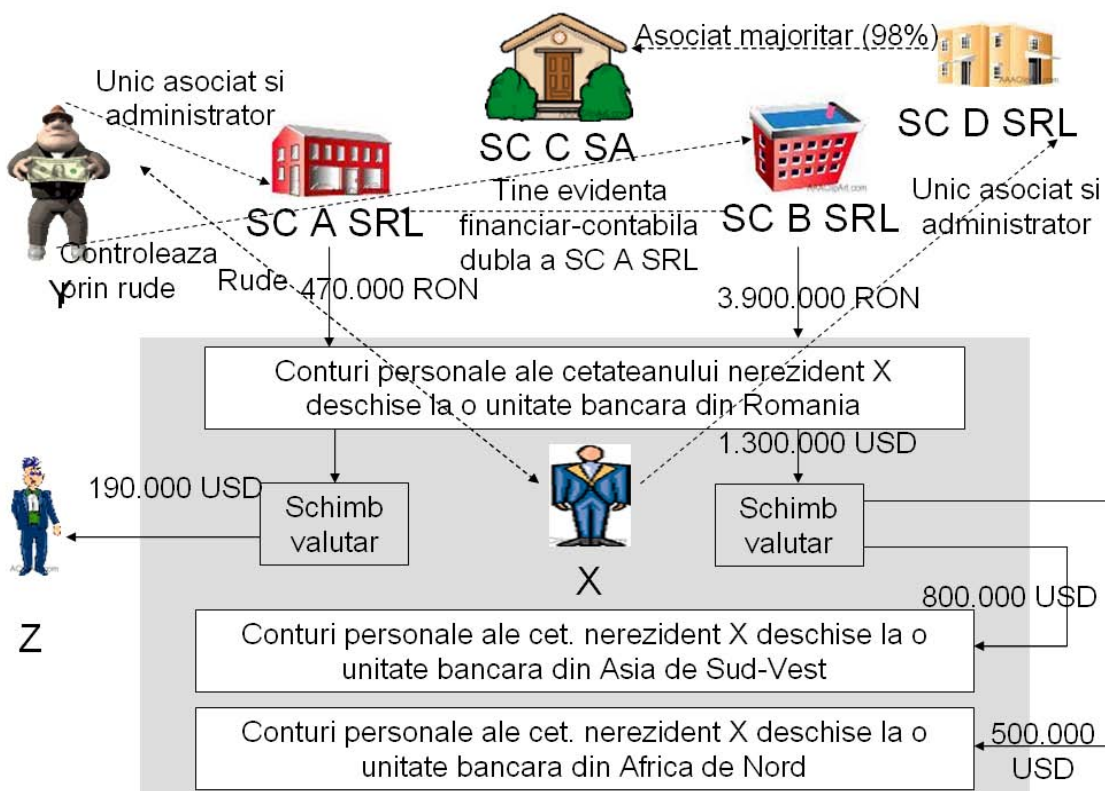 Asociat majoritar (98%)
Unic asociat si
administrator
SC C SA
SC D SRL
AAAClipArt.com
Tine evidenta
financiar-contabila
dubla a SC A SRL
SC A SRL
SC B SRL
Unic asociat si
administrator
Controleaza
prin rude
Y
Rude
470.000 RON
3.900.000 RON
Conturi personale ale cetateanului nerezident X
deschise la o unitate bancara din Romania
1.300.000 USD
190.000 USD
Schimb
valutar
Schimb
valutar
X
Z
800.000 USD
Conturi personale ale cet. nerezident X deschise la o
unitate bancara din Asia de Sud-Vest
Conturi personale ale cet. nerezident X deschise la o
unitate bancara din Africa de Nord
500.000
USD